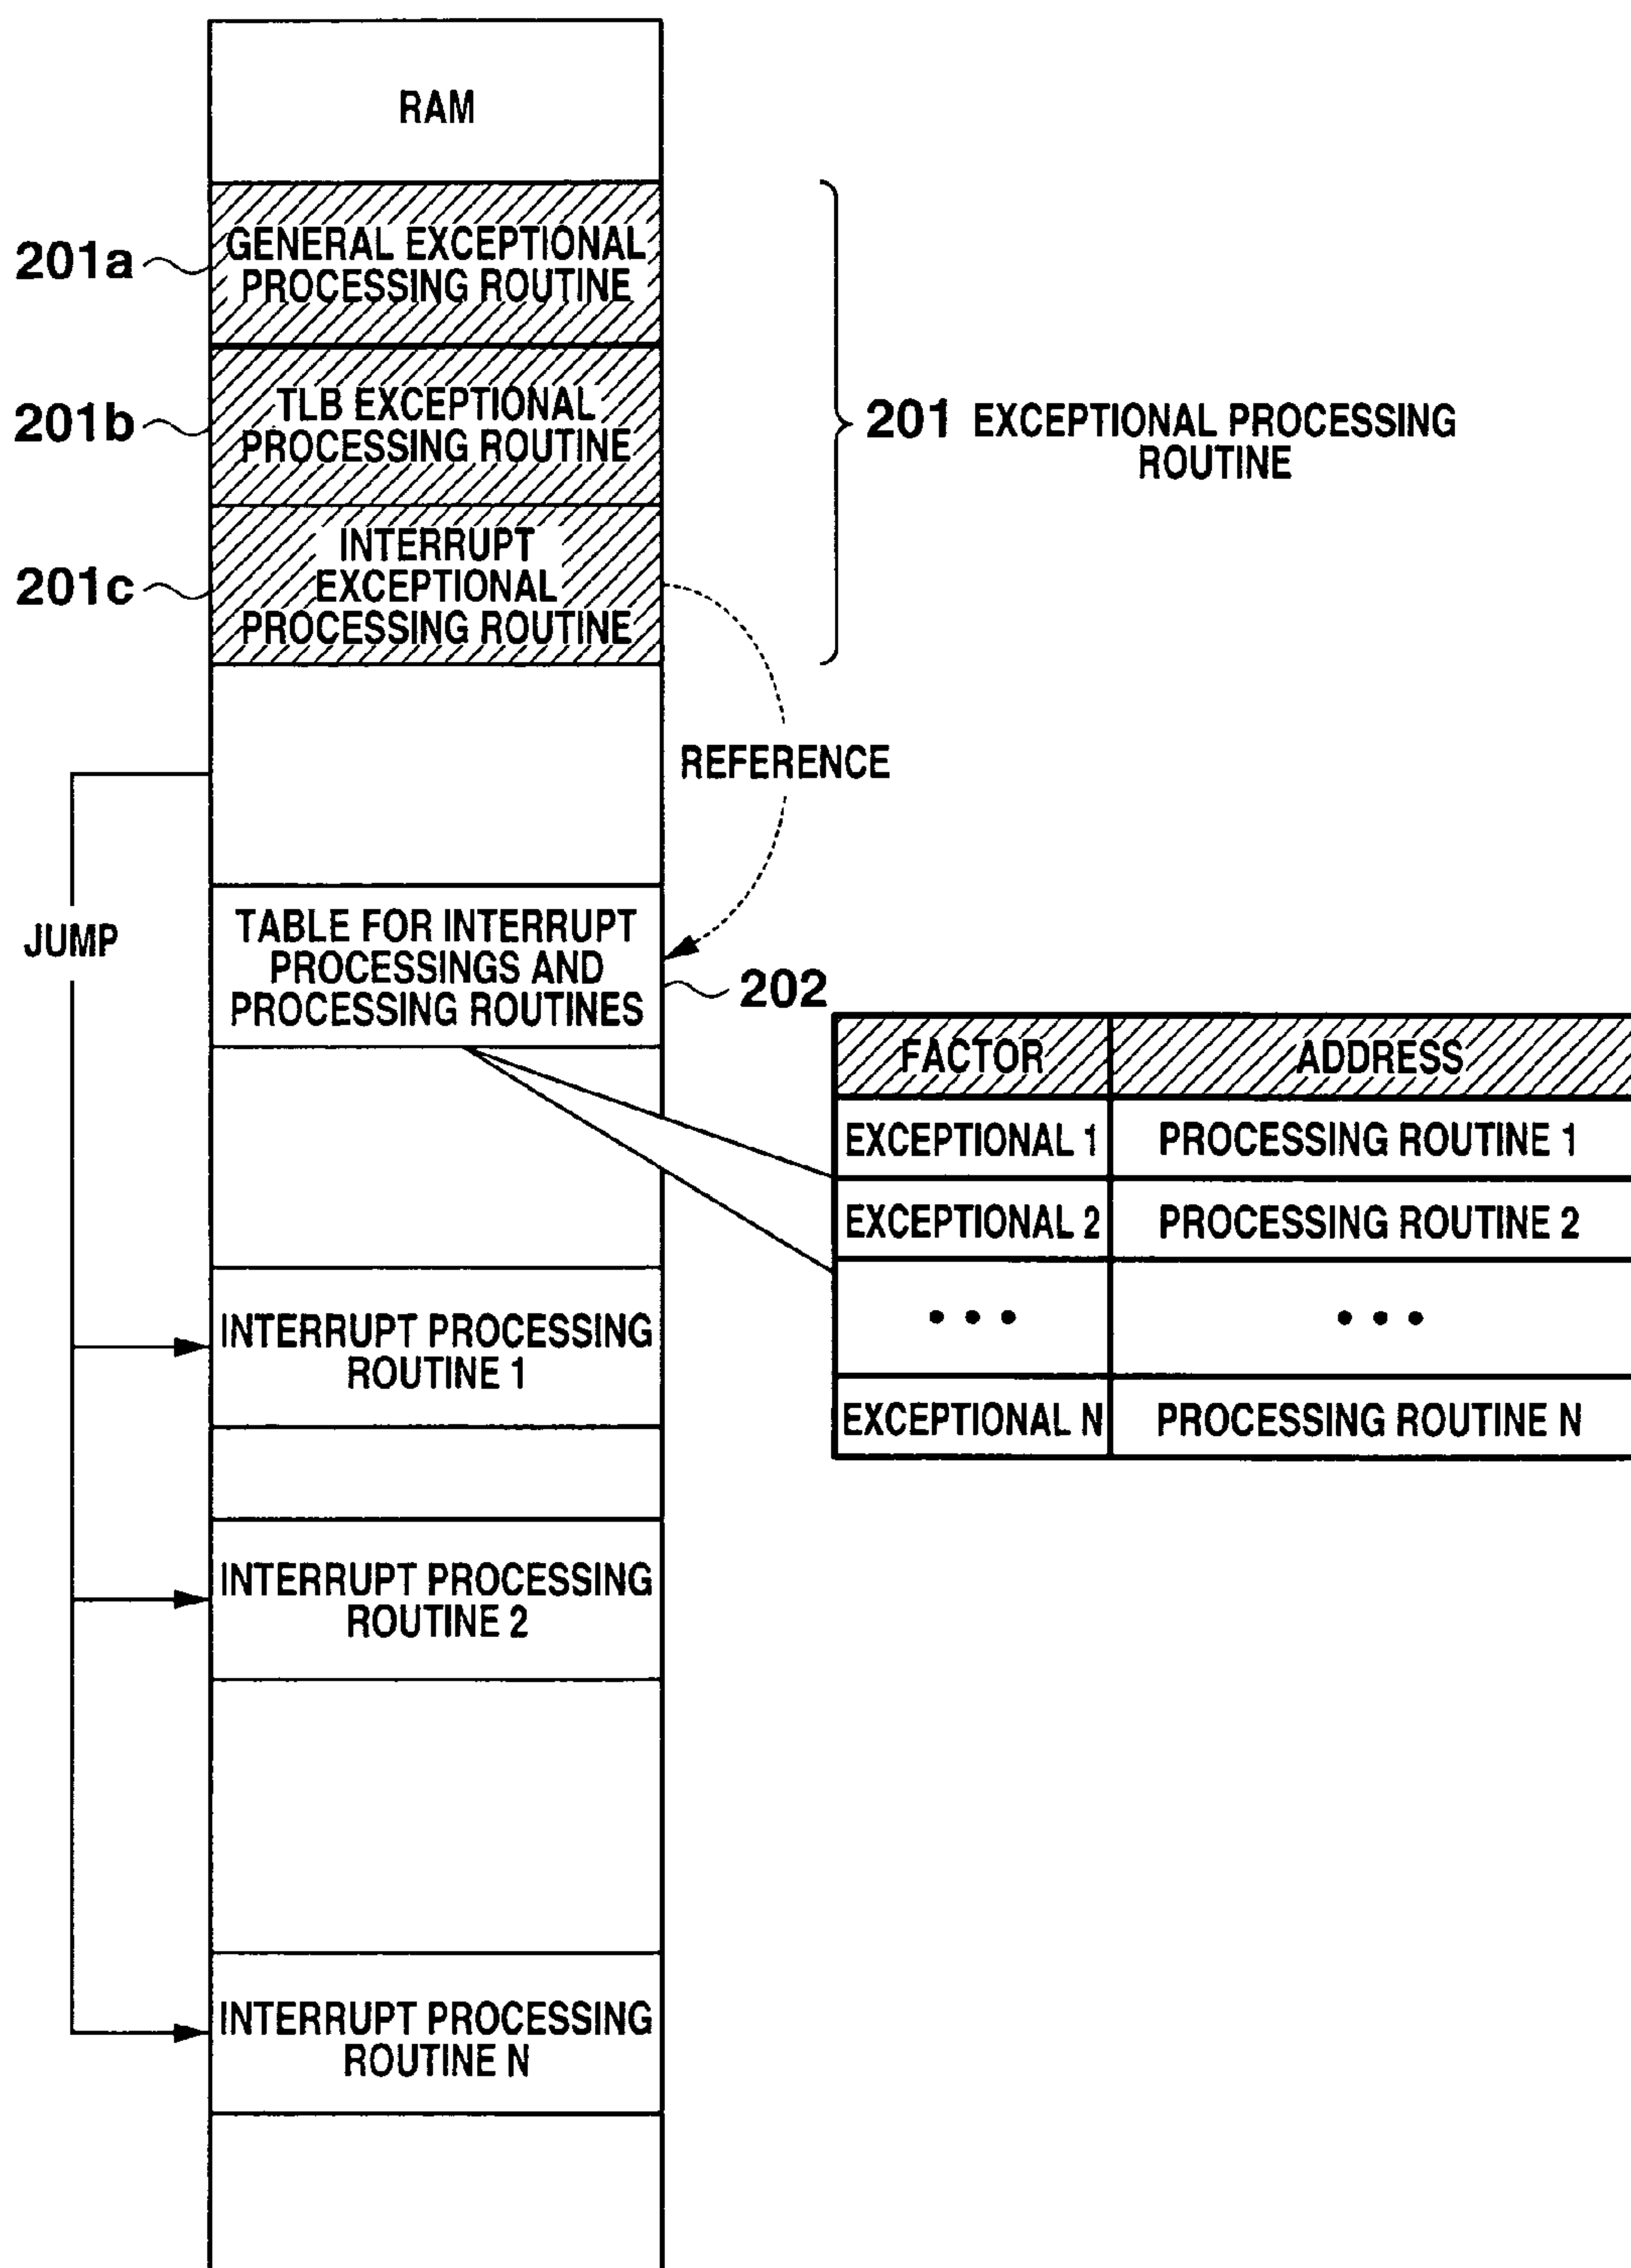 RAM
201a
GENERAL EXCEPTIONAL
PROCESSING ROUTINE
201b
TLB EXCEPTIONAL
PROCESSING ROUTINE
201 EXCEPTIONAL PROCESSING
ROUTINE
201c
INTERRUPT
EXCEPTIONAL
PROCESSING ROUTINE
REFERENCE
JUMP
TABLE FOR INTERRUPT
PROCESSINGS AND
PROCESSING ROUTINES
202
FACTOR ADDRESS
EXCEPTIONAL 1 PROCESSING ROUTINE 1
EXCEPTIONAL 2 PROCESSING ROUTINE 2
• • • • • •
EXCEPTIONAL N PROCESSING ROUTINE N
INTERRUPT PROCESSING
ROUTINE 1
INTERRUPT PROCESSING
ROUTINE 2
INTERRUPT PROCESSING
ROUTINE N